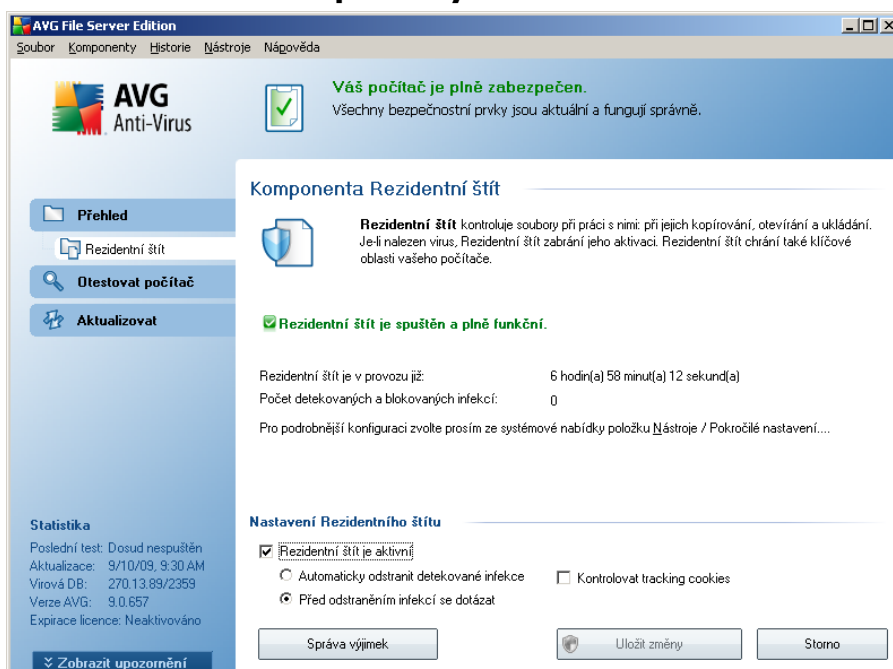 AVG File Server Edition
Soubor Komponenty Historie Nástroje Nápověda
AVG
Anti-Virus
Váš počítač je plně zabezpečen.
Všechny bezpečnostní prvky jsou aktuální a fungují správně.
Přehled
Rezidentní štít
Otestovat počítač
Aktualizovat
Komponenta Rezidentní štít
Rezidentní štít kontroluje soubory při práci s nimi: při jejich kopírování, otevírání a ukládání.
Je-li nalezen virus, Rezidentní štít zabrání jeho aktivaci. Rezidentní štít chrání také klíčové
oblasti vašeho počítače.
Rezidentní štít je spuštěn a plně funkční.
Rezidentní štít je v provozu již: 6 hodin(a) 58 minut(a) 12 sekund(a)
Počet detekovaných a blokovaných infekcí: 0
Pro podrobnější konfiguraci zvolte prosím ze systémové nabídky položku Nástroje / Pokročilé nastavení....
Nastavení Rezidentního štítu
Rezidentní štít je aktivní
Automaticky odstranit detekované infekce
Kontrolovat tracking cookies
Před odstraněním infekcí se dotázat
Správa výjimek
Uložit změny
Storno
Statistika
Poslední test: Dosud nespuštěn
Aktualizace: 9/10/09, 9:30 AM
Virová DB: 270.13.89/2359
Verze AVG: 9.0.657
Expirace licence: Neaktivováno
Zobrazit upozornění